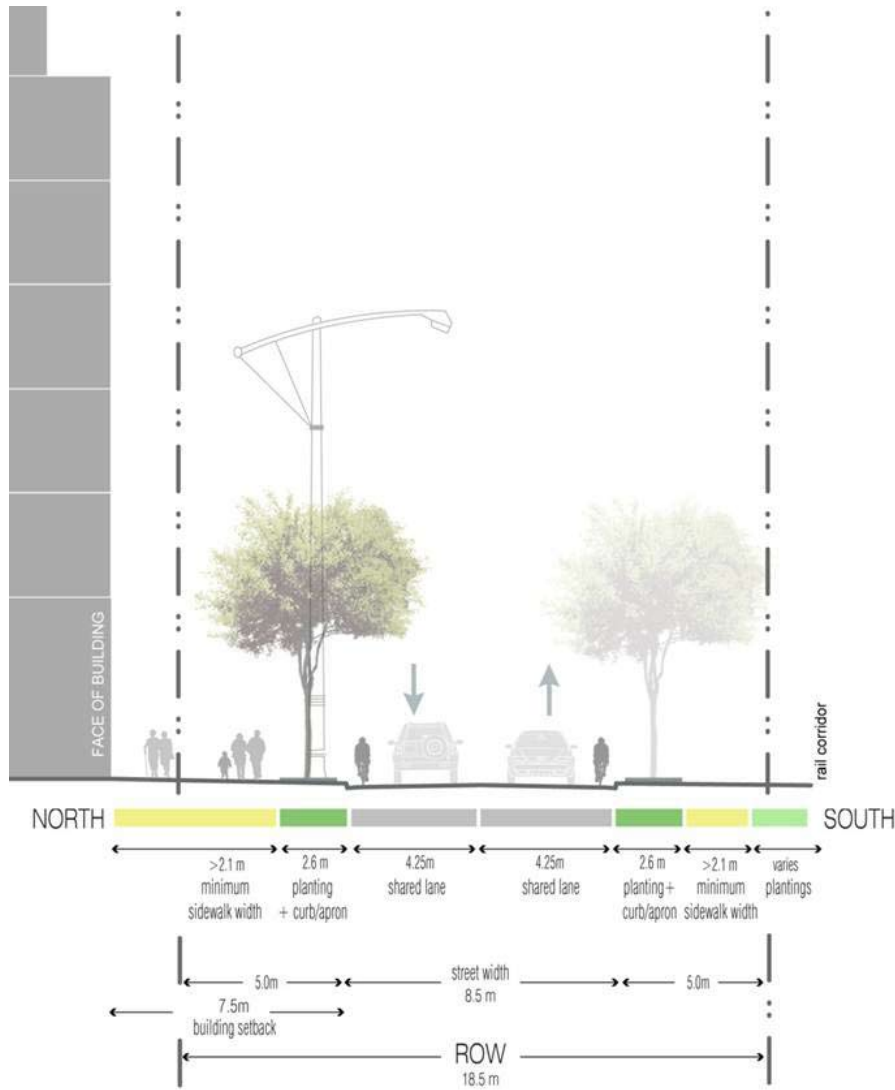 FACE OF BUILDING
rail corridor
NORTH
SOUTH
>2.1 m
minimum
sidewalk width
2.6 m
planting
+ curb/apron
4.25m
shared lane
4.25m
shared lane
2.6 m
planting+
curb/apron
>2.1 m
minimum
sidewalk width
varies
plantings
5.0m
street width
8.5 m
5.0m
7.5m
building setback
ROW
18.5 m